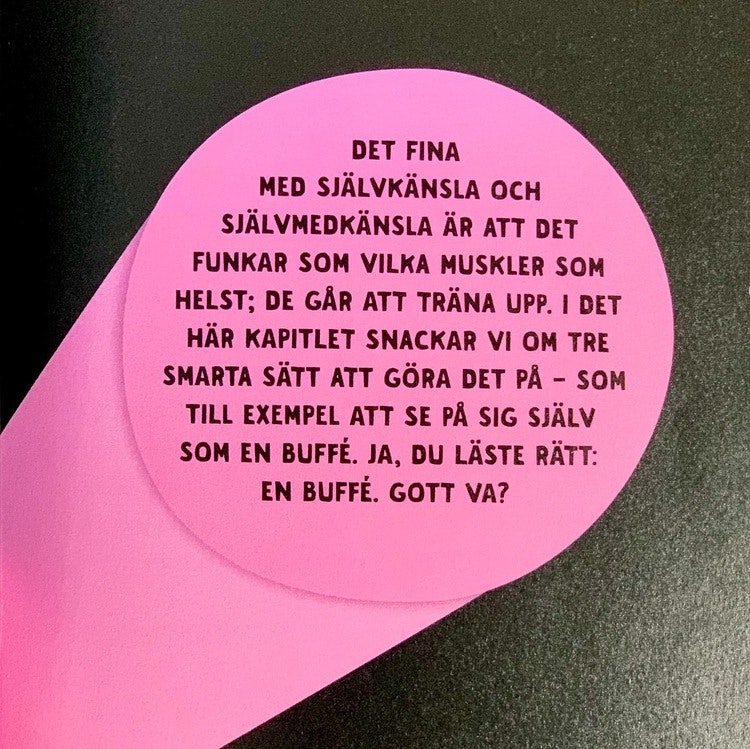 DET FINA
MED SJÄLVKÄNSLA OCH
SJÄLVMEDKÄNSLA ÄR ATT DET
FUNKAR SOM VILKA MUSKLER SOM
HELST; DE GÅR ATT TRÄNA UPP. I DET
HÄR KAPITLET SNACKAR VI OM TRE
SMARTA SÄTT ATT GÖRA DET PÅ – SOM
TILL EXEMPEL ATT SE PÅ SIG SJÄLV
SOM EN BUFFÉ. JA, DU LÄSTE RÄTT:
EN BUFFÉ. GOTT VA?